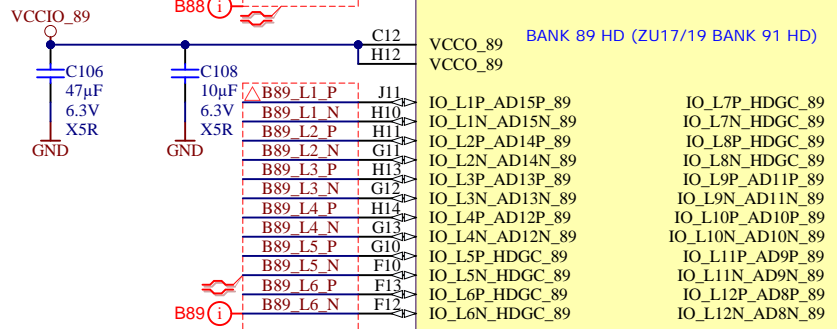 B88 i
VCCIO_89
C12 VCCO_89 BANK 89 HD (ZU17/19 BANK 91 HD)
H12 VCCO_89
C106 C108
47µF 10µF
6.3V 6.3V
X5R X5R
GND GND
B89_L1_P J11 IO_L1P_AD15P_89 IO_L7P_HDGC_89
B89_L1_N H10 IO_L1N_AD15N_89 IO_L7N_HDGC_89
B89_L2_P H11 IO_L2P_AD14P_89 IO_L8P_HDGC_89
B89_L2_N G11 IO_L2N_AD14N_89 IO_L8N_HDGC_89
B89_L3_P H13 IO_L3P_AD13P_89 IO_L9P_AD11P_89
B89_L3_N G12 IO_L3N_AD13N_89 IO_L9N_AD11N_89
B89_L4_P H14 IO_L4P_AD12P_89 IO_L10P_AD10P_89
B89_L4_N G13 IO_L4N_AD12N_89 IO_L10N_AD10N_89
B89_L5_P G10 IO_L5P_HDGC_89 IO_L11P_AD9P_89
B89_L5_N F10 IO_L5N_HDGC_89 IO_L11N_AD9N_89
B89_L6_P F13 IO_L6P_HDGC_89 IO_L12P_AD8P_89
B89 i B89_L6_N F12 IO_L6N_HDGC_89 IO_L12N_AD8N_89